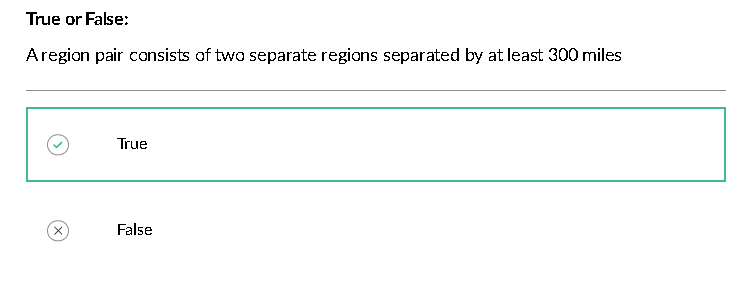 True or False:
A region pair consists of two separate regions separated by at least 300 miles
True
False